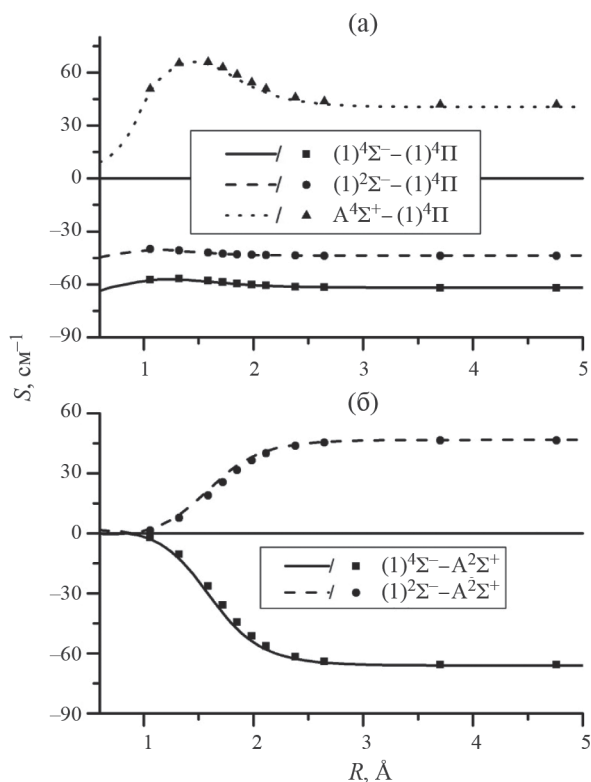 (а)
60
30
0
–30
–60
–90
/ ■ (1)⁴Σ⁻ – (1)⁴Π
/ ● (1)²Σ⁻ – (1)⁴Π
/ ▲ A⁴Σ⁺ – (1)⁴Π
1 2 3 4 5
S, см⁻¹
(б)
60
30
0
–30
–60
–90
/ ■ (1)⁴Σ⁻–A²Σ⁺
/ ● (1)²Σ⁻–A²Σ⁺
1 2 3 4 5
R, Å